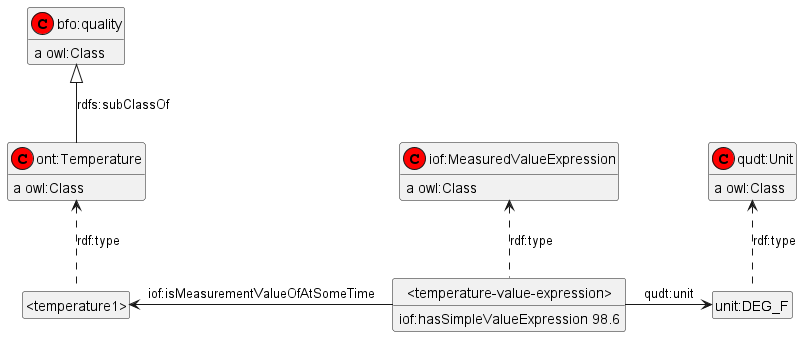 C bfo:quality
a owl:Class
rdfs:subClassOf
C ont:Temperature
a owl:Class
C iof:MeasuredValueExpression
a owl:Class
C qudt:Unit
a owl:Class
rdf:type
rdf:type
rdf:type
<temperature1>
iof:isMeasurementValueOfAtSomeTime
<temperature-value-expression>
iof:hasSimpleValueExpression 98.6
qudt:unit
unit:DEG_F